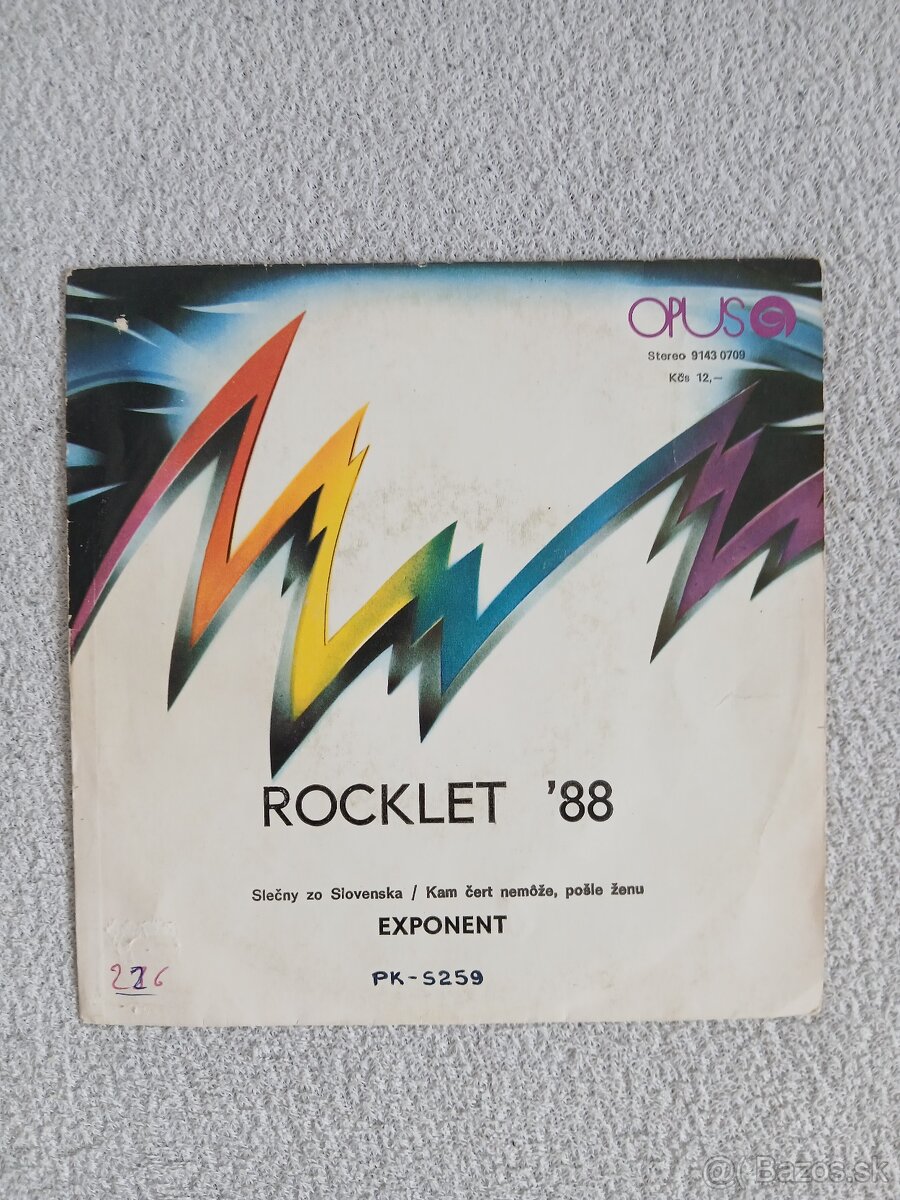 OPUS
Stereo 9143 0709
Kčs 12,—
ROCKLET '88
Slečny zo Slovenska / Kam čert nemôže, pošle ženu
EXPONENT
PK-S259
226
@ Bazos.sk